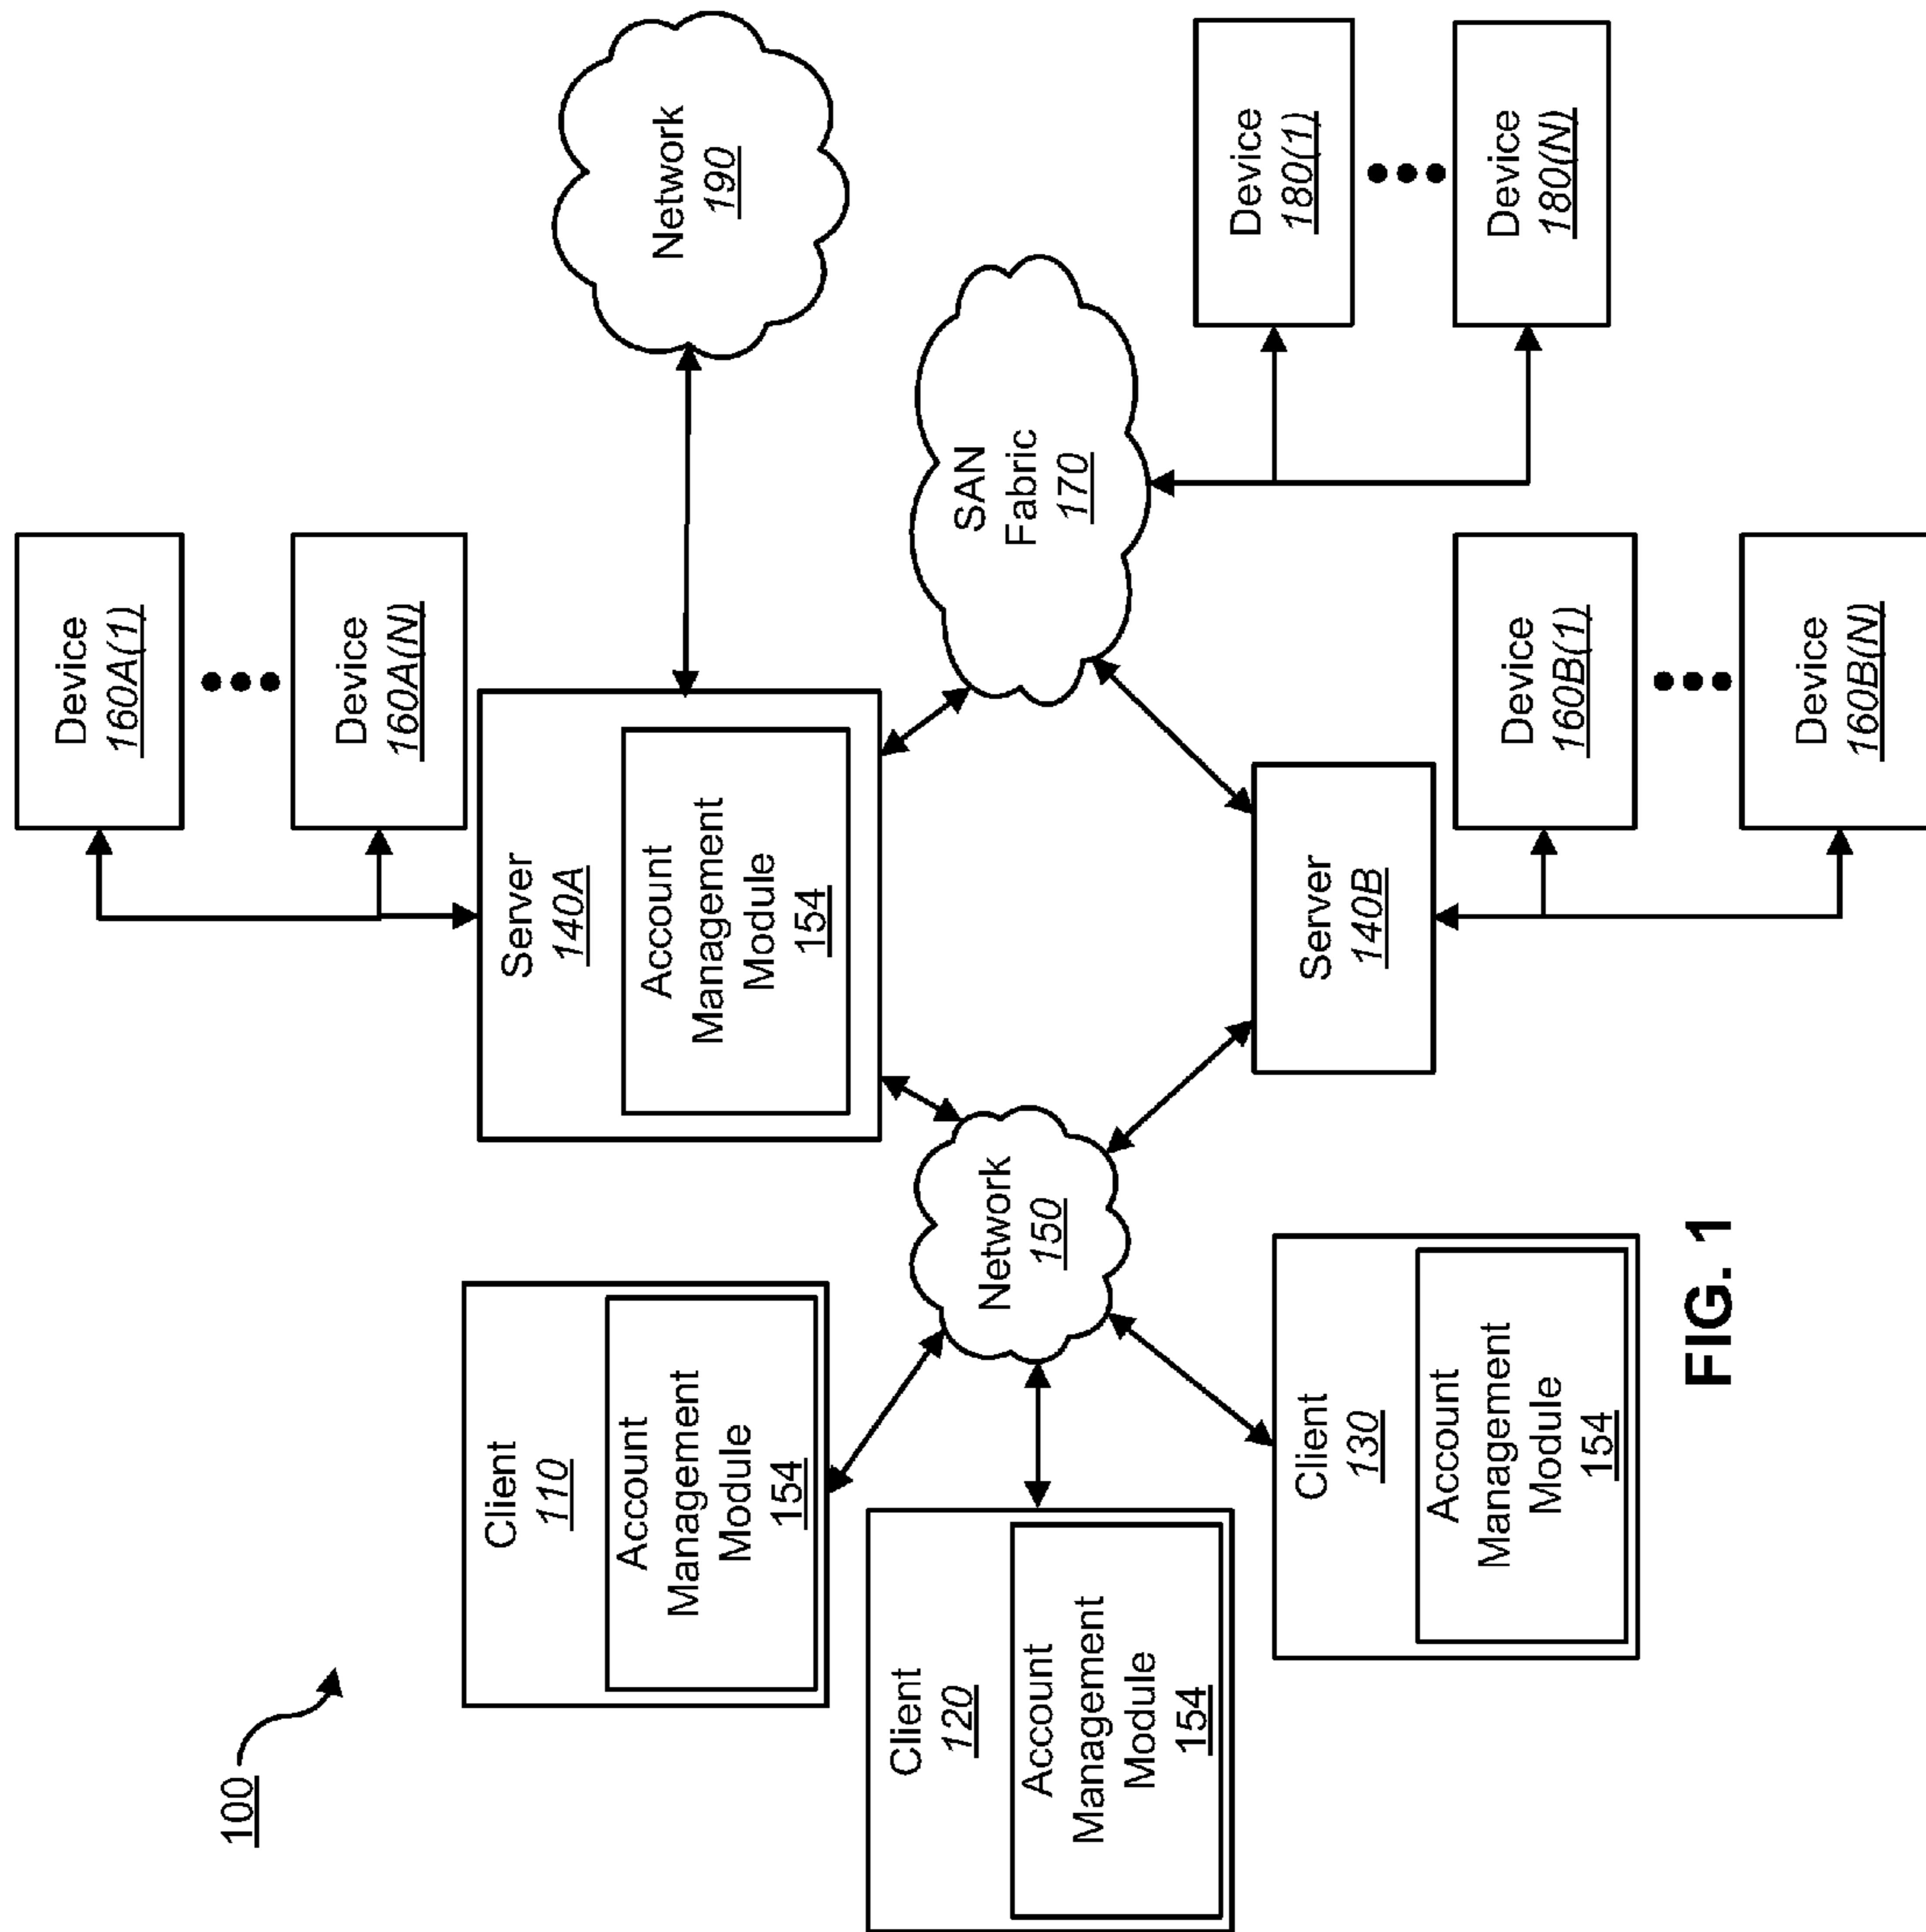 100
Client
110
Account
Management
Module
154
Client
120
Account
Management
Module
154
Client
130
Account
Management
Module
154
Network
150
Server
140A
Account
Management
Module
154
Server
140B
Device
160A(1)
Device
160A(N)
Device
160B(1)
Device
160B(N)
SAN
Fabric
170
Network
190
Device
180(1)
Device
180(N)
FIG. 1